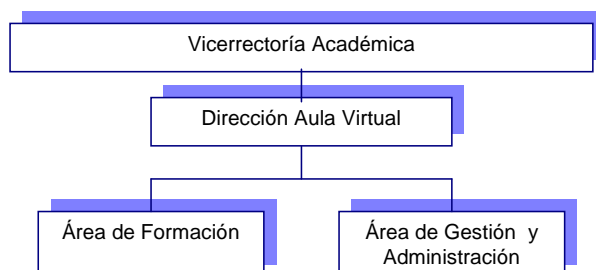 Vicerrectoría Académica
Dirección Aula Virtual
Área de Formación
Área de Gestión y
Administración